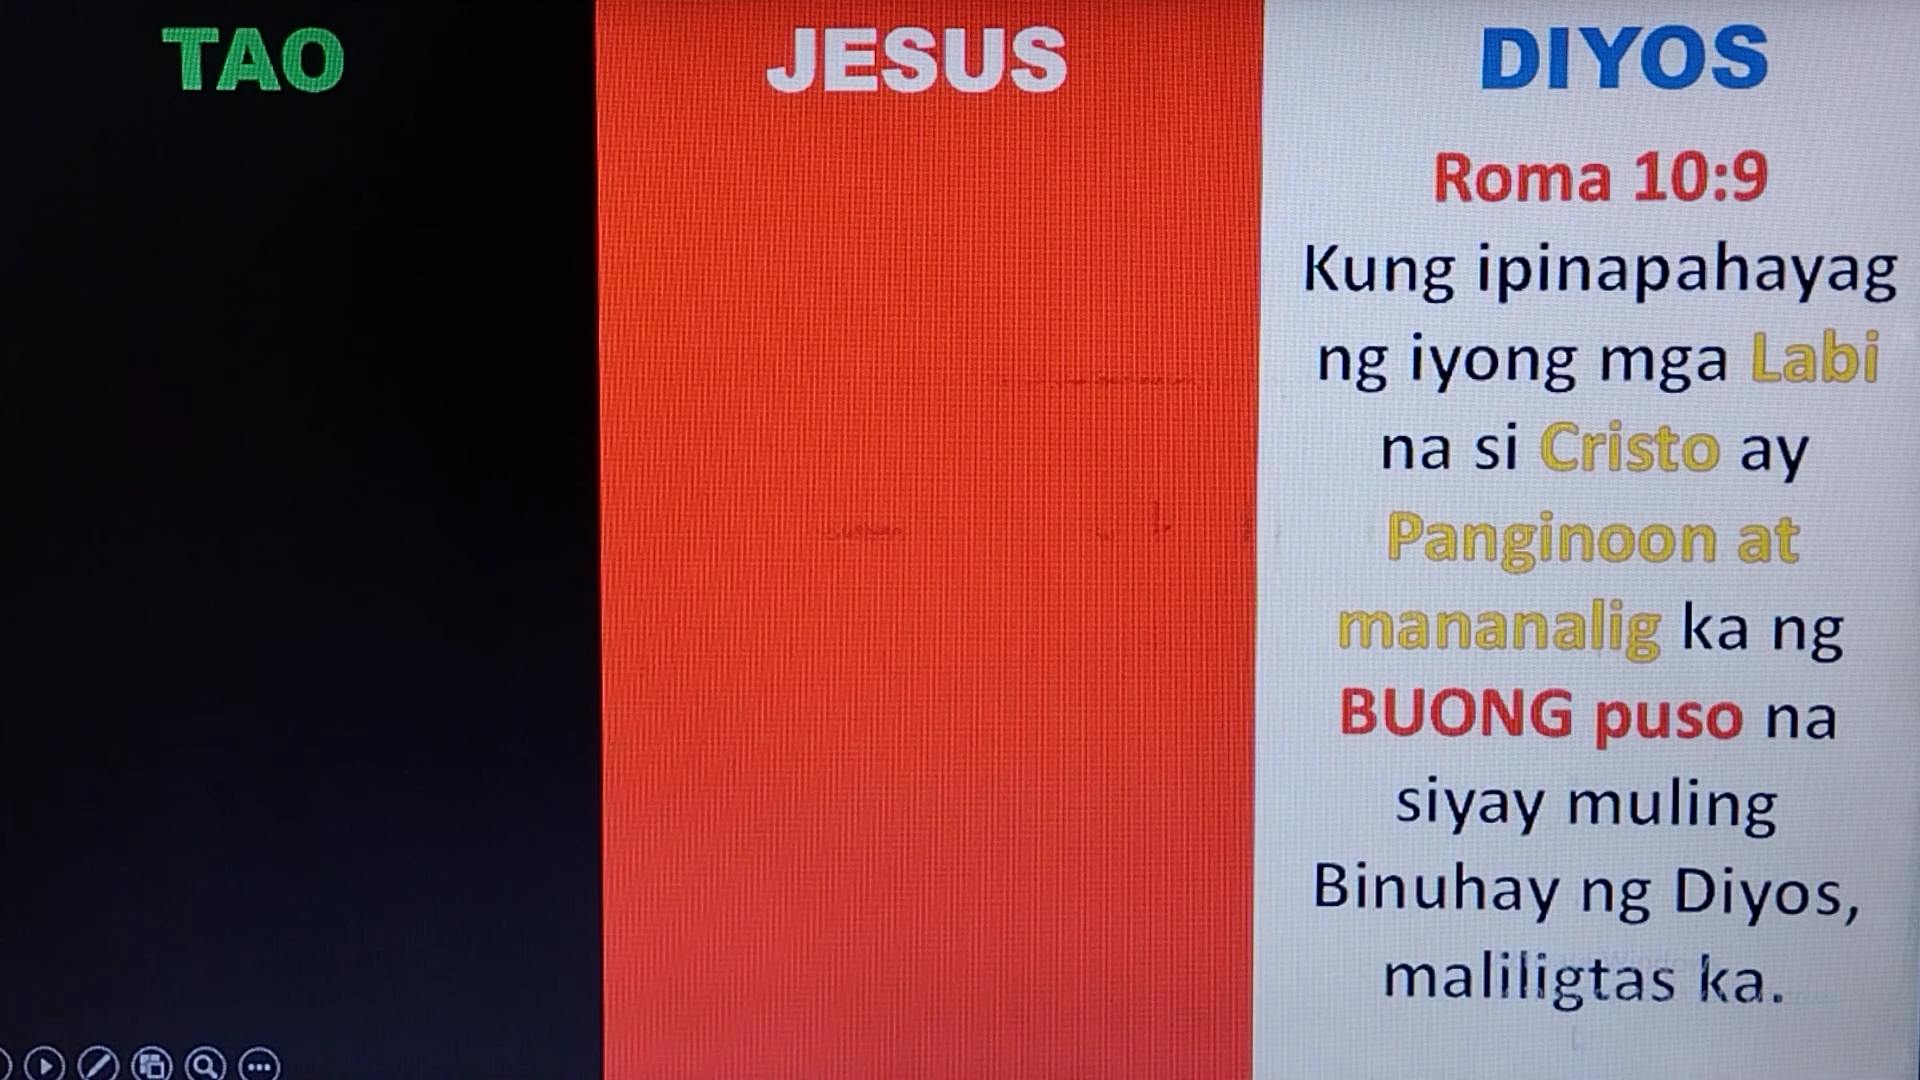 TAO
JESUS
DIYOS
Roma 10:9
Kung ipinapahayag
ng iyong mga Labi
na si Cristo ay
Panginoon at
mananalig ka ng
BUONG puso na
siyay muling
Binuhay ng Diyos,
maliligtas ka.